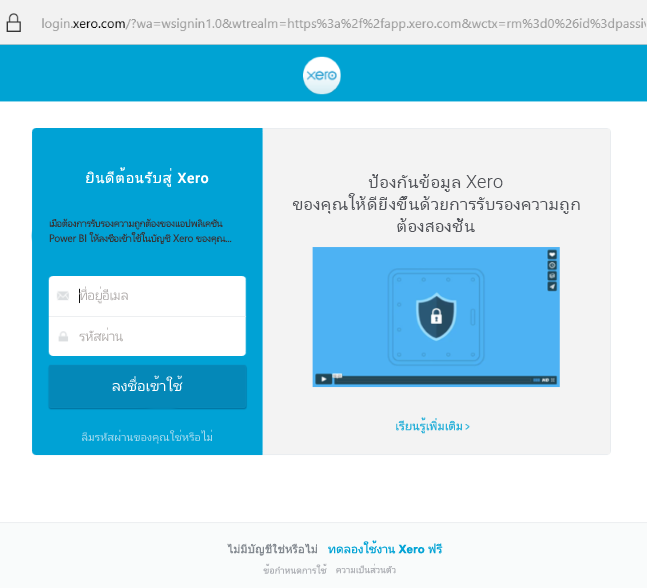 login.xero.com/?wa=wsignin1.0&wtrealm=https%3a%2f%2fapp.xero.com&wctx=rm%3d0%26id%3dpassiv
xero
ยินดีต้อนรับสู่ Xero
เมื่อต้องการรับรองความถูกต้องของแอปพลิเคชัน
Power BI ให้ลงชื่อเข้าใช้ในบัญชี Xero ของคุณ...
ที่อยู่อีเมล
รหัสผ่าน
ลงชื่อเข้าใช้
ลืมรหัสผ่านของคุณใช่หรือไม่
ป้องกันข้อมูล Xero
ของคุณให้ดียิ่งขึ้นด้วยการรับรองความถูก
ต้องสองชั้น
HD
เรียนรู้เพิ่มเติม >
ไม่มีบัญชีใช่หรือไม่ ทดลองใช้งาน Xero ฟรี
ข้อกำหนดการใช้ ความเป็นส่วนตัว